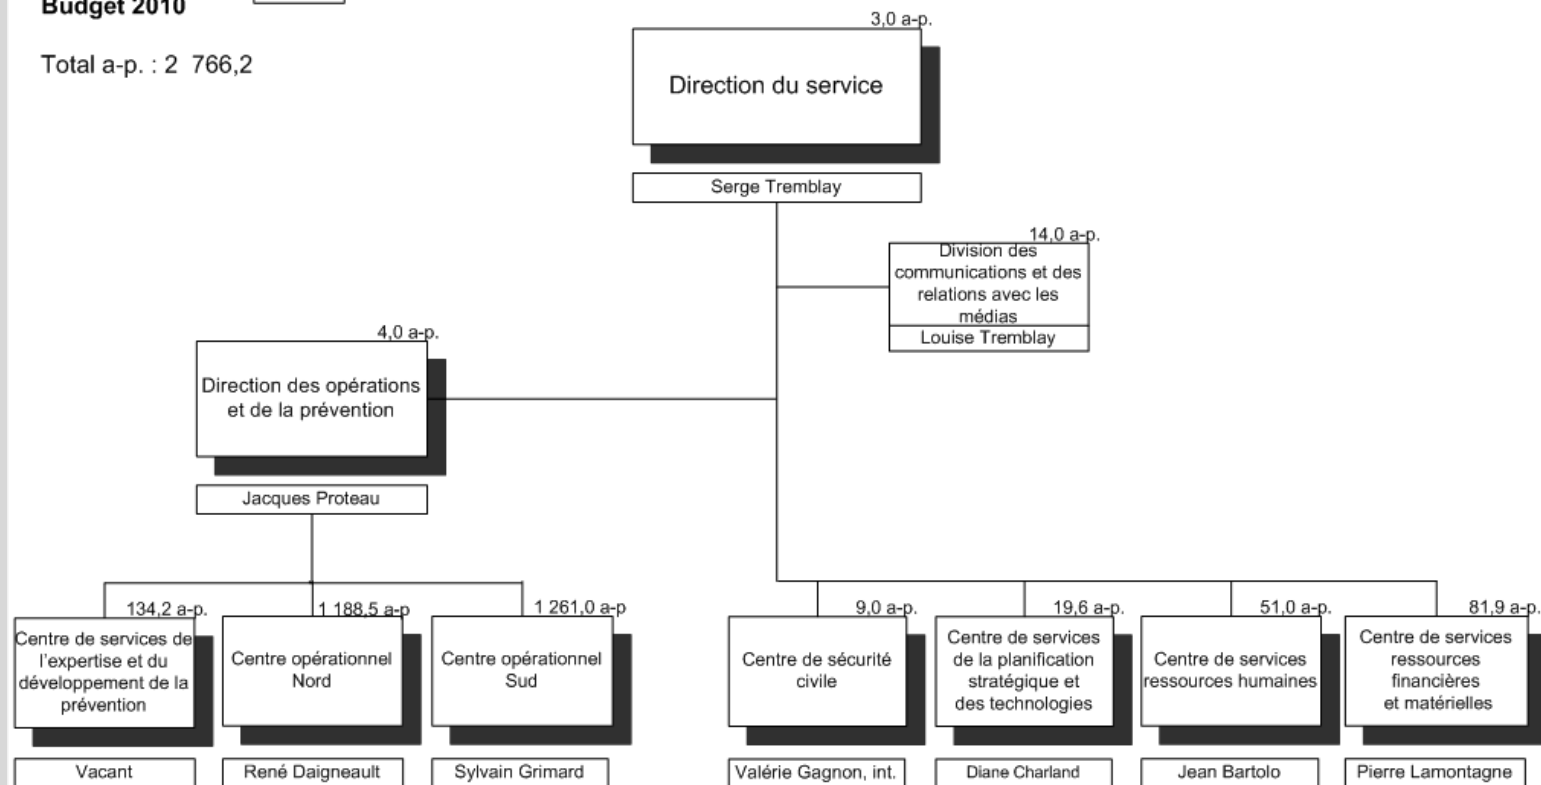 Budget 2010
Total a-p. : 2 766,2
3,0 a-p.
Direction du service
Serge Tremblay
14,0 a-p.
Division des
communications et des
relations avec les
médias
Louise Tremblay
4,0 a-p.
Direction des opérations
et de la prévention
Jacques Proteau
134,2 a-p.
Centre de services de
l'expertise et du
développement de la
prévention
Vacant
1 188,5 a-p
Centre opérationnel
Nord
René Daigneault
1 261,0 a-p
Centre opérationnel
Sud
Sylvain Grimard
9,0 a-p.
Centre de sécurité
civile
Valérie Gagnon, int.
19,6 a-p.
Centre de services
de la planification
stratégique et
des technologies
Diane Charland
51,0 a-p.
Centre de services
ressources humaines
Jean Bartolo
81,9 a-p.
Centre de services
ressources
financières
et matérielles
Pierre Lamontagne